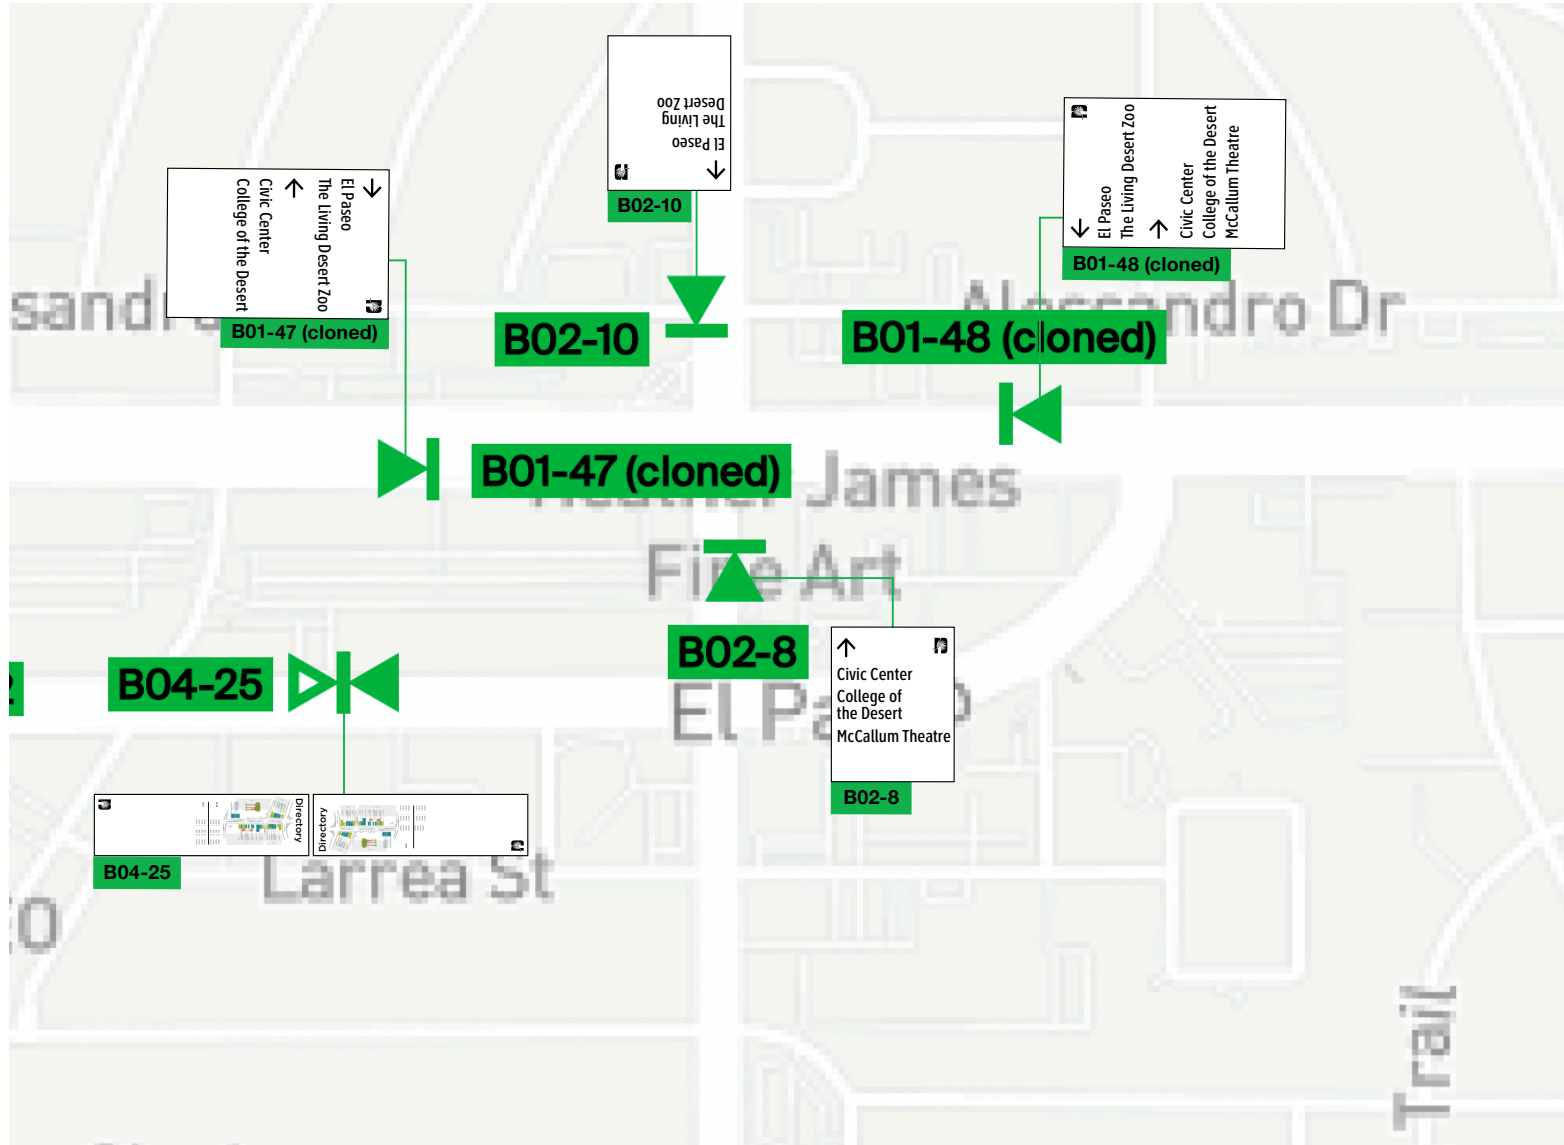 El Paseo
The Living Desert Zoo
Civic Center
College of the Desert
B01-47 (cloned)
El Paseo
The Living
Desert Zoo
B02-10
El Paseo
The Living Desert Zoo
Civic Center
College of the Desert
McCallum Theatre
B01-48 (cloned)
Alessandro Dr
B02-10
B01-48 (cloned)
B01-47 (cloned)
James
Fine Art
B02-8
B04-25
El Paseo
Civic Center
College of
the Desert
McCallum Theatre
B02-8
Directory
Directory
B04-25
Larrea St
Trail